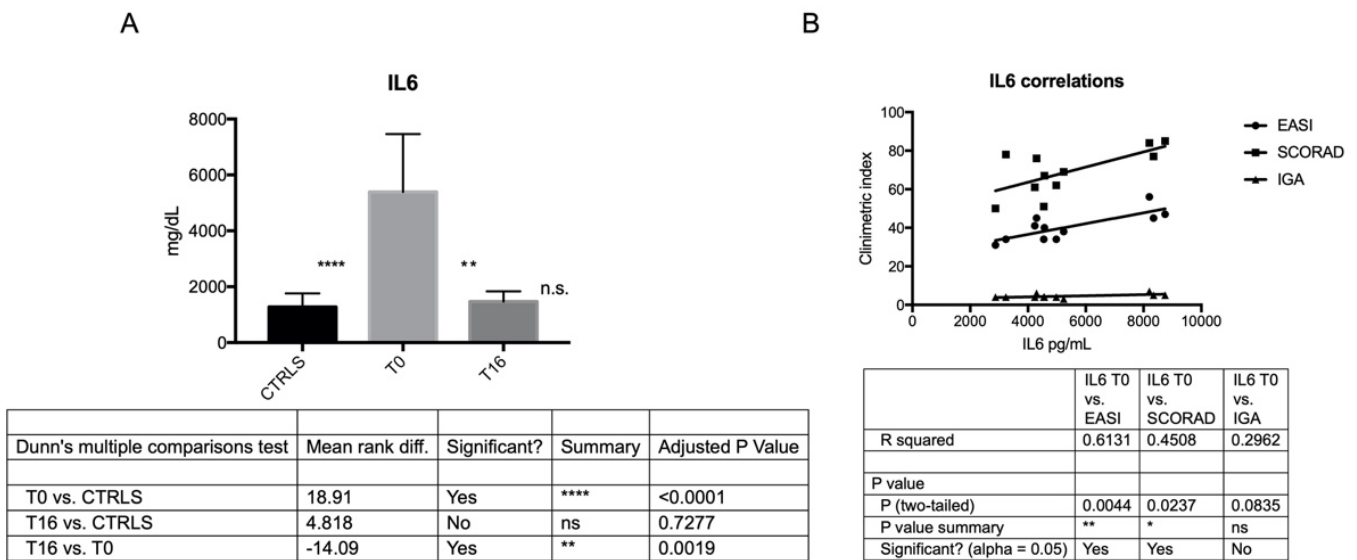 A
IL6
8000
6000
4000
2000
0
mg/dL
****
**
n.s.
CTRLS
T0
T16
Dunn's multiple comparisons test Mean rank diff. Significant? Summary Adjusted P Value
T0 vs. CTRLS 18.91 Yes **** <0.0001
T16 vs. CTRLS 4.818 No ns 0.7277
T16 vs. T0 -14.09 Yes ** 0.0019
B
IL6 correlations
100
80
60
40
20
0
Clinimetric index
0 2000 4000 6000 8000 10000
IL6 pg/mL
EASI
SCORAD
IGA
IL6 T0 IL6 T0 IL6 T0
vs. vs. vs.
EASI SCORAD IGA
R squared 0.6131 0.4508 0.2962
P value
P (two-tailed) 0.0044 0.0237 0.0835
P value summary ** * ns
Significant? (alpha = 0.05) Yes Yes No